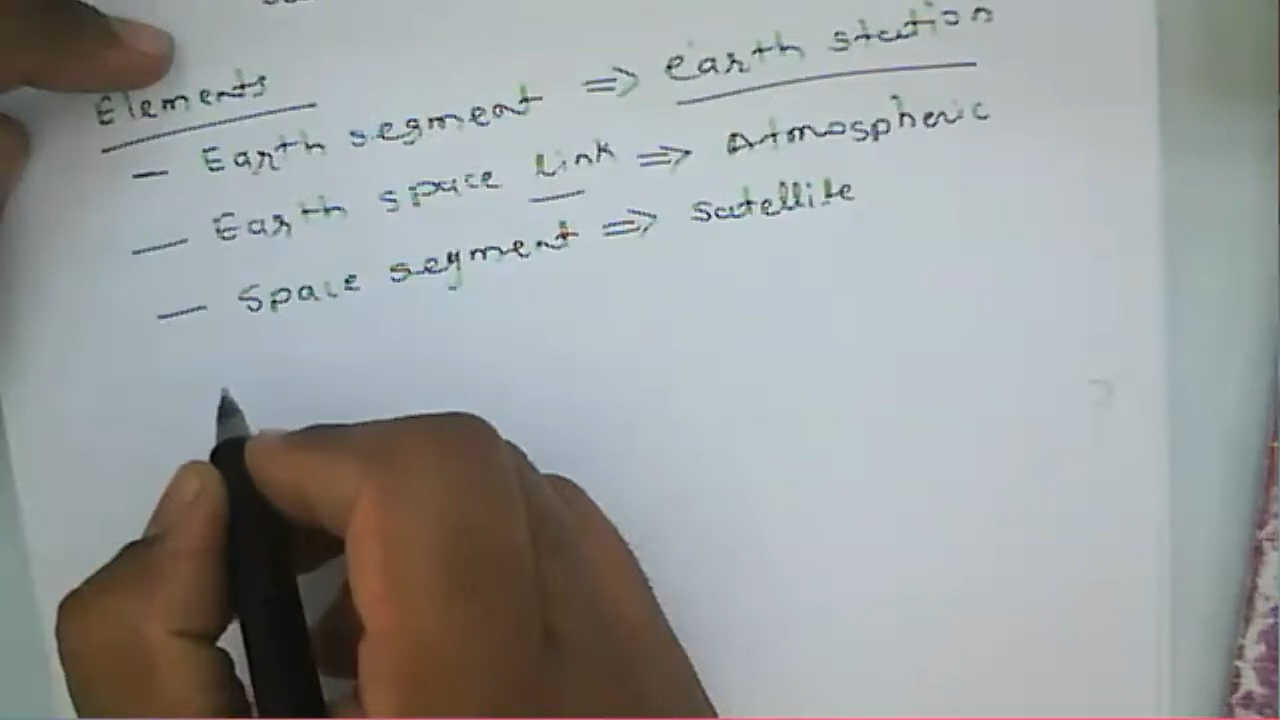 Elements
— Earth segment => earth station
— Earth space link => Atmospheric
— Space segment => satellite